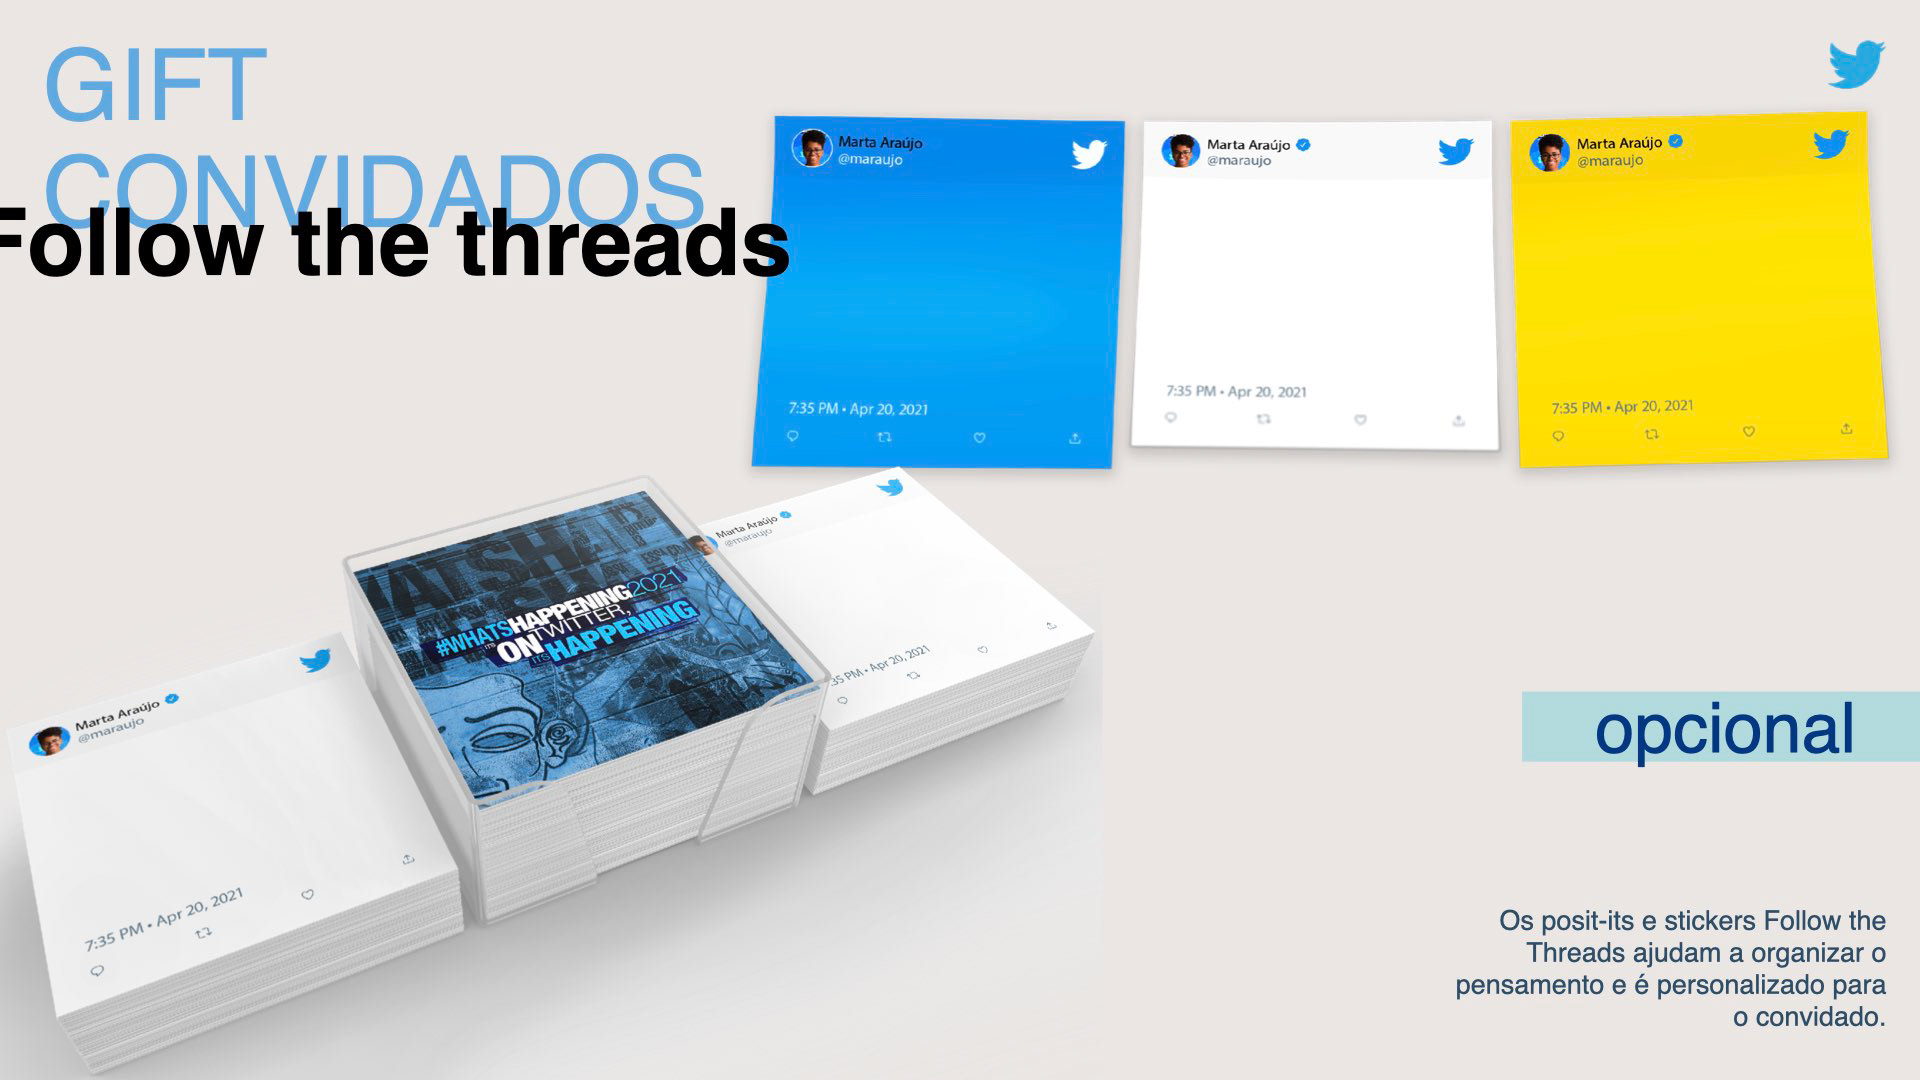 GIFT
CONVIDADOS
Follow the threads
Marta Araújo
@maraujo
7:35 PM • Apr 20, 2021
Marta Araújo
@maraujo
7:35 PM • Apr 20, 2021
Marta Araújo
@maraujo
7:35 PM • Apr 20, 2021
Marta Araújo
@maraujo
:35 PM • Apr 20, 2021
#WHATSHAPPENING2021
ITS ON TWITTER,
ITS HAPPENING
Marta Araújo
@maraujo
7:35 PM • Apr 20, 2021
opcional
Os posit-its e stickers Follow the
Threads ajudam a organizar o
pensamento e é personalizado para
o convidado.